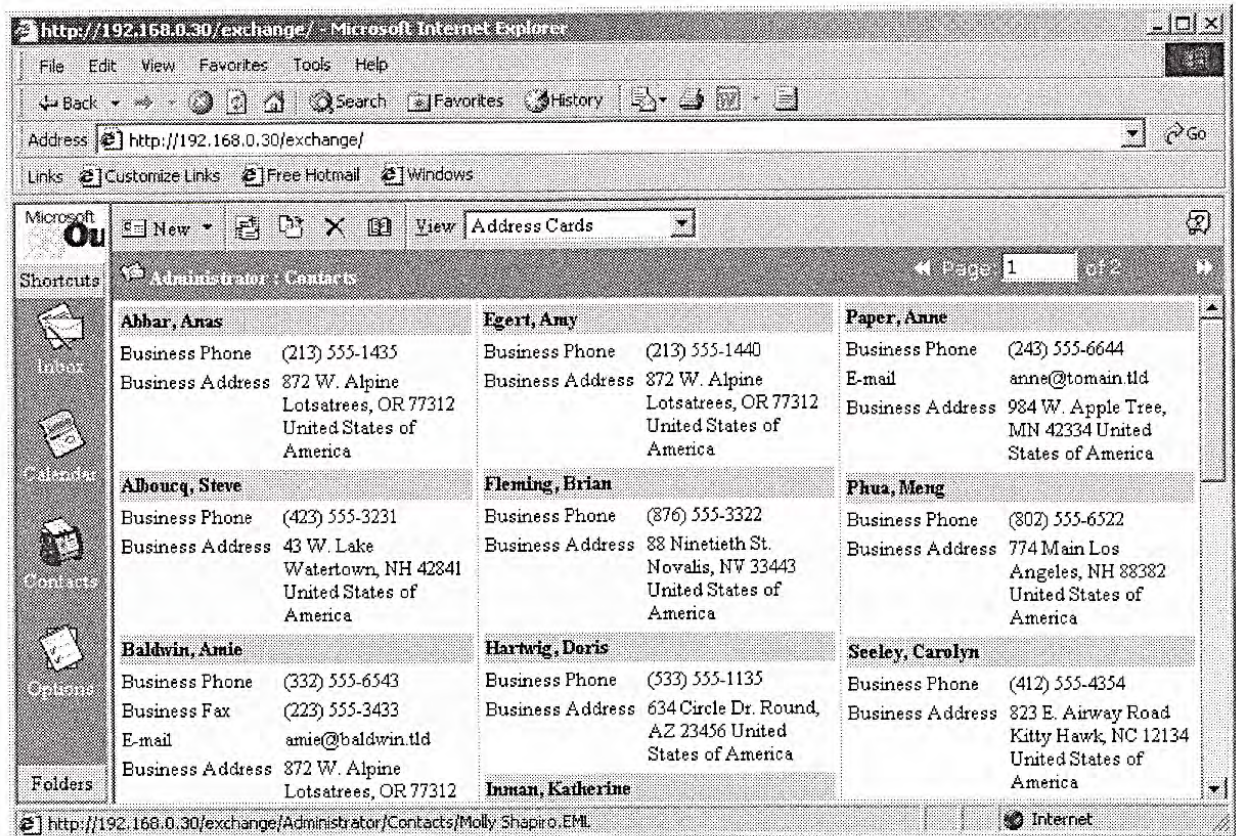 http://192.168.0.30/exchange/ - Microsoft Internet Explorer
File Edit View Favorites Tools Help
Back Search Favorites History
Address http://192.168.0.30/exchange/ Go
Links Customize Links Free Hotmail Windows
Microsoft
Ou
New View Address Cards
Shortcuts
Administrator : Contacts
Page: 1 of 2
Inbox
Calendar
Contacts
Options
Folders
Abbar, Anas
Business Phone (213) 555-1435
Business Address 872 W. Alpine
Lotsatrees, OR 77312
United States of
America
Alboucq, Steve
Business Phone (423) 555-3231
Business Address 43 W. Lake
Watertown, NH 42841
United States of
America
Baldwin, Amie
Business Phone (332) 555-6543
Business Fax (223) 555-3433
E-mail amie@baldwin.tld
Business Address 872 W. Alpine
Lotsatrees, OR 77312
Egert, Amy
Business Phone (213) 555-1440
Business Address 872 W. Alpine
Lotsatrees, OR 77312
United States of
America
Fleming, Brian
Business Phone (876) 555-3322
Business Address 88 Ninetieth St.
Novalis, NV 33443
United States of
America
Hartwig, Doris
Business Phone (533) 555-1135
Business Address 634 Circle Dr. Round,
AZ 23456 United
States of America
Inman, Katherine
Paper, Anne
Business Phone (243) 555-6644
E-mail anne@tomain.tld
Business Address 984 W. Apple Tree,
MN 42334 United
States of America
Phua, Meng
Business Phone (802) 555-6522
Business Address 774 Main Los
Angeles, NH 88382
United States of
America
Seeley, Carolyn
Business Phone (412) 555-4354
Business Address 823 E. Airway Road
Kitty Hawk, NC 12134
United States of
America
http://192.168.0.30/exchange/Administrator/Contacts/Molly Shapiro.EML
Internet